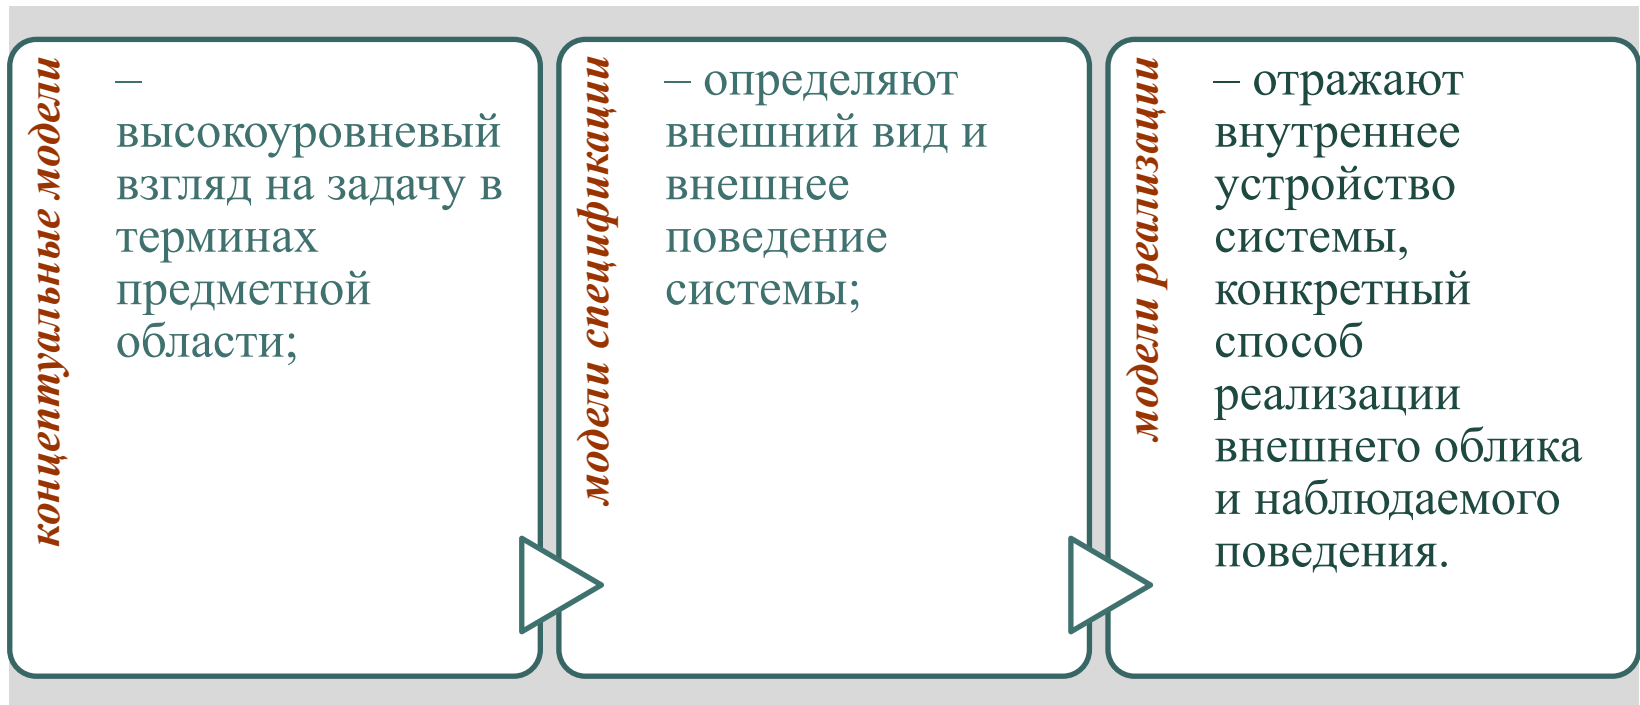 концептуальные модели
–
высокоуровневый
взгляд на задачу в
терминах
предметной
области;
модели спецификации
– определяют
внешний вид и
внешнее
поведение
системы;
модели реализации
– отражают
внутреннее
устройство
системы,
конкретный
способ
реализации
внешнего облика
и наблюдаемого
поведения.